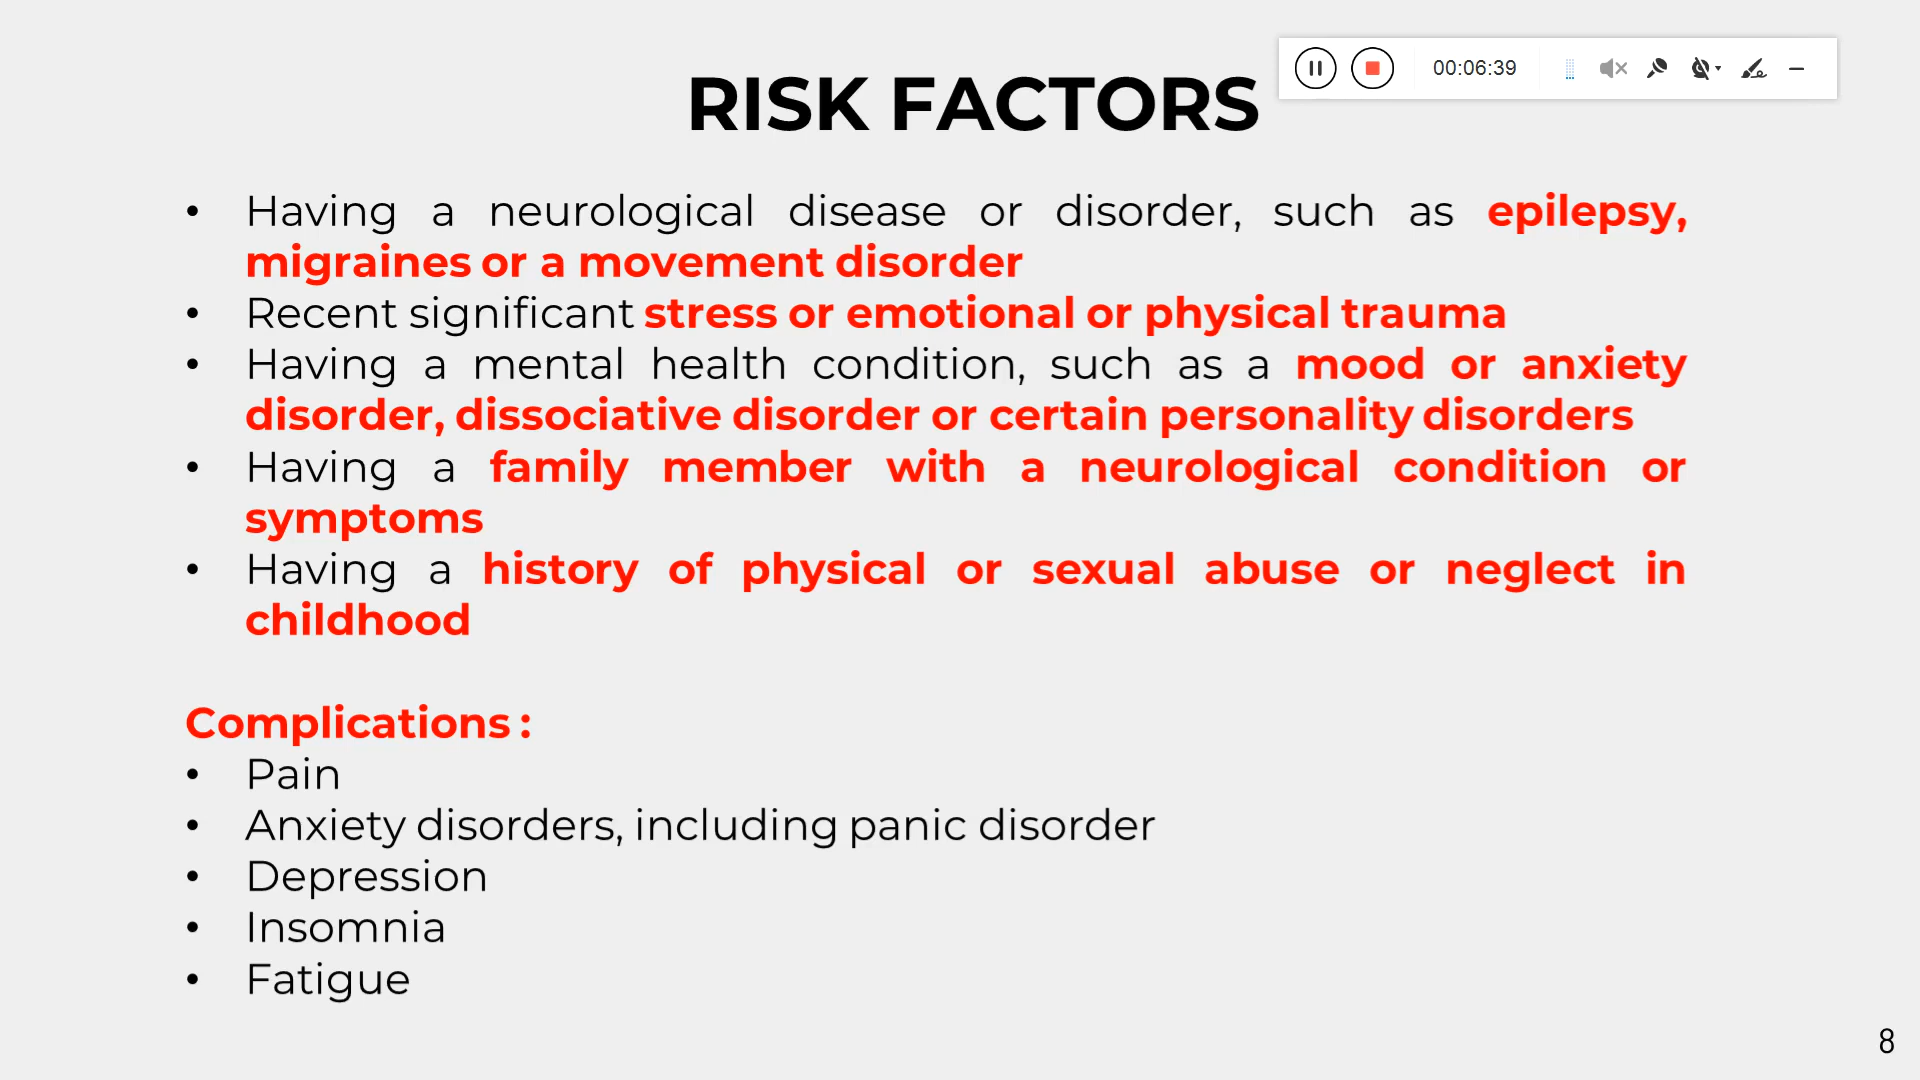 RISK FACTORS
00:06:39
• Having a neurological disease or disorder, such as epilepsy,
migraines or a movement disorder
• Recent significant stress or emotional or physical trauma
• Having a mental health condition, such as a mood or anxiety
disorder, dissociative disorder or certain personality disorders
• Having a family member with a neurological condition or
symptoms
• Having a history of physical or sexual abuse or neglect in
childhood
Complications :
• Pain
• Anxiety disorders, including panic disorder
• Depression
• Insomnia
• Fatigue
8